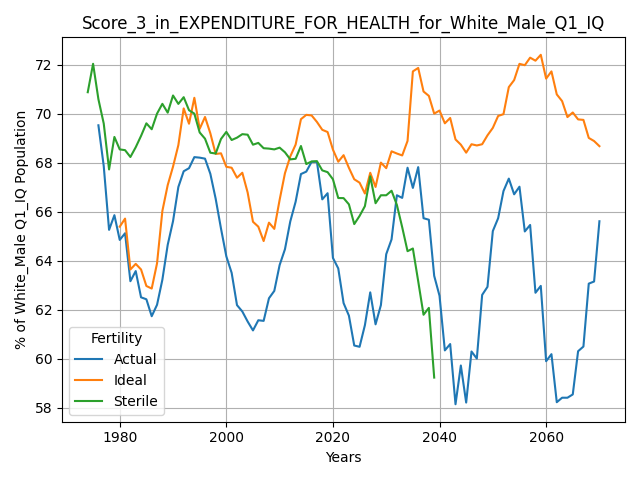 Score_3_in_EXPENDITURE_FOR_HEALTH_for_White_Male_Q1_IQ
% of White_Male Q1_IQ Population
72
70
68
66
64
62
60
58
Fertility
Actual
Ideal
Sterile
1980 2000 2020 2040 2060
Years